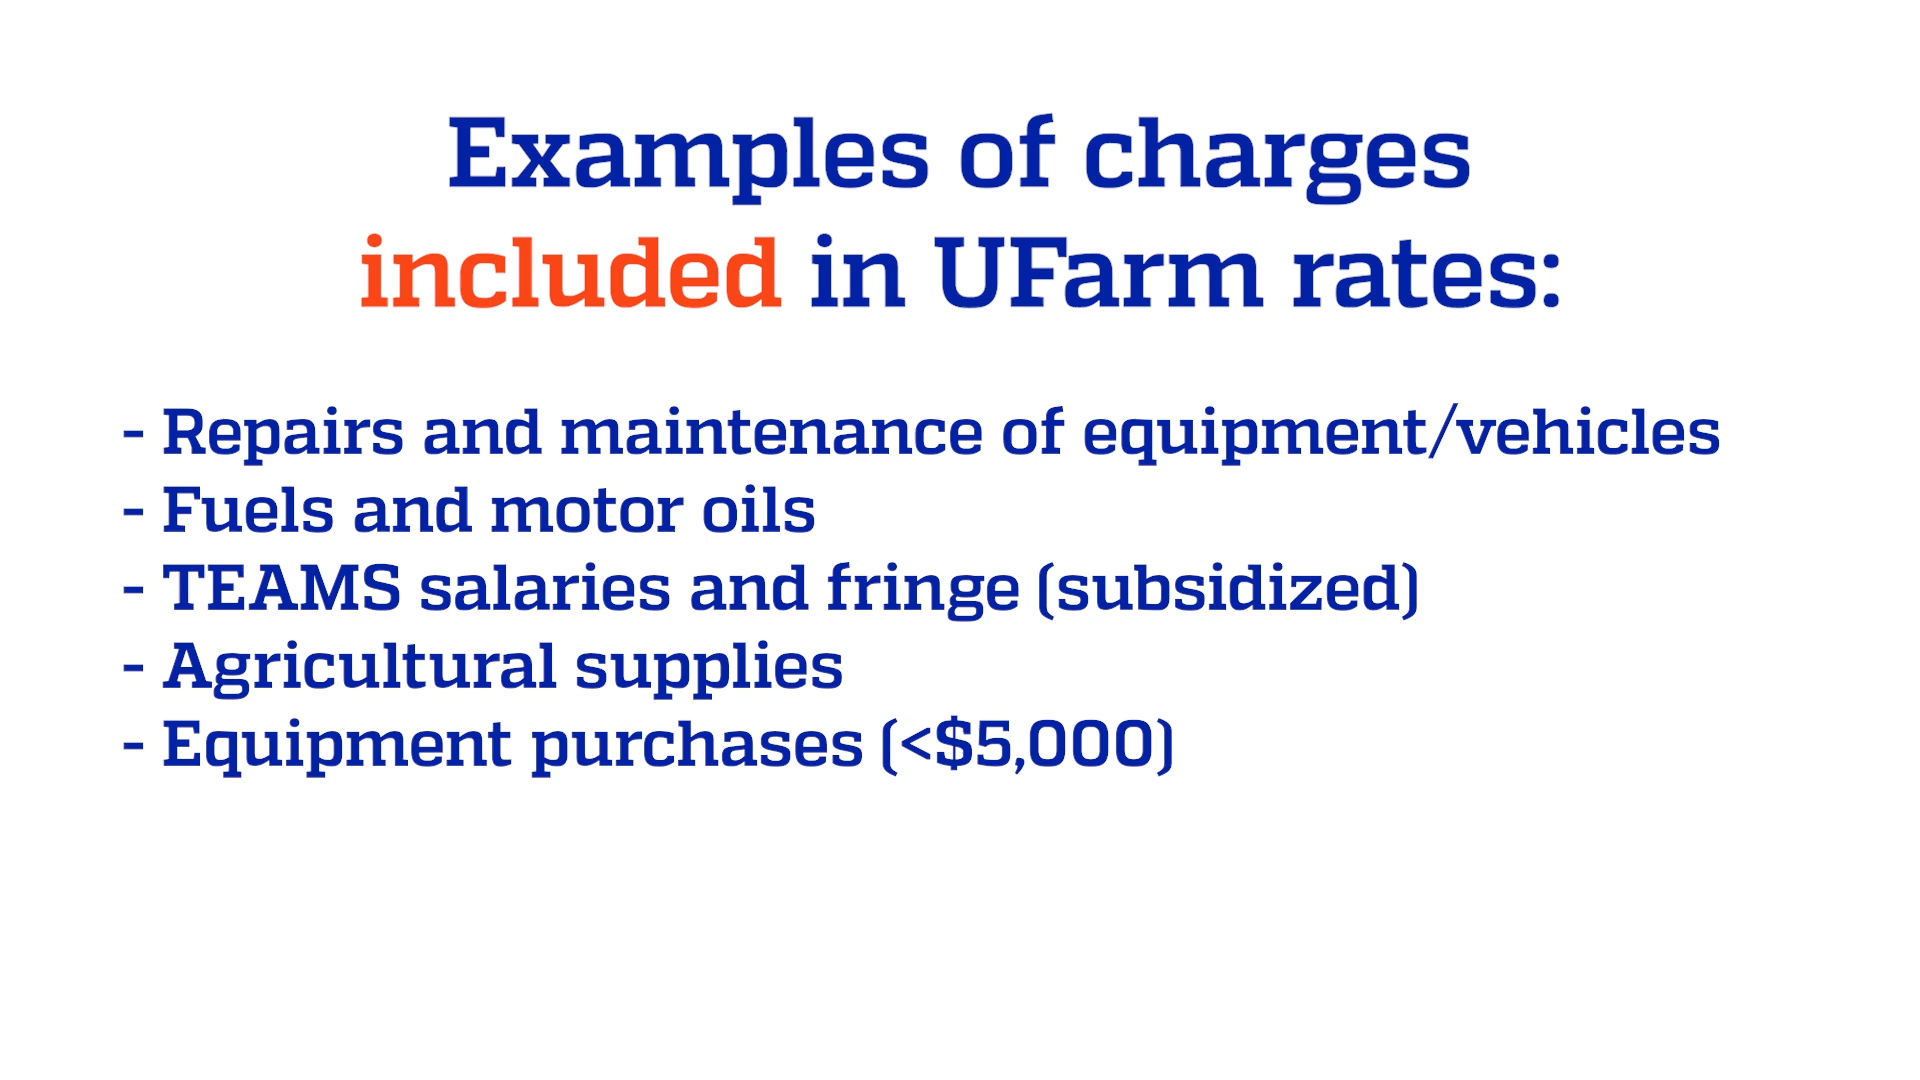 Examples of charges
included in UFarm rates:
- Repairs and maintenance of equipment/vehicles
- Fuels and motor oils
- TEAMS salaries and fringe (subsidized)
- Agricultural supplies
- Equipment purchases (<$5,000)